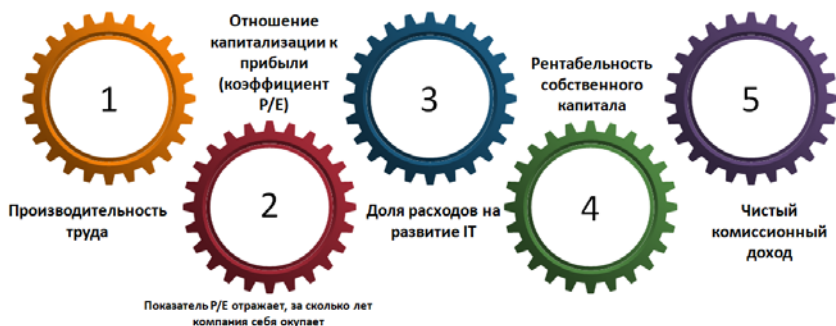 1
Производительность
труда
Отношение
капитализации к
прибыли
(коэффициент
P/E)
2
Показатель P/E отражает, за сколько лет
компания себя окупает
3
Доля расходов на
развитие IT
Рентабельность
собственного
капитала
4
5
Чистый
комиссионный
доход